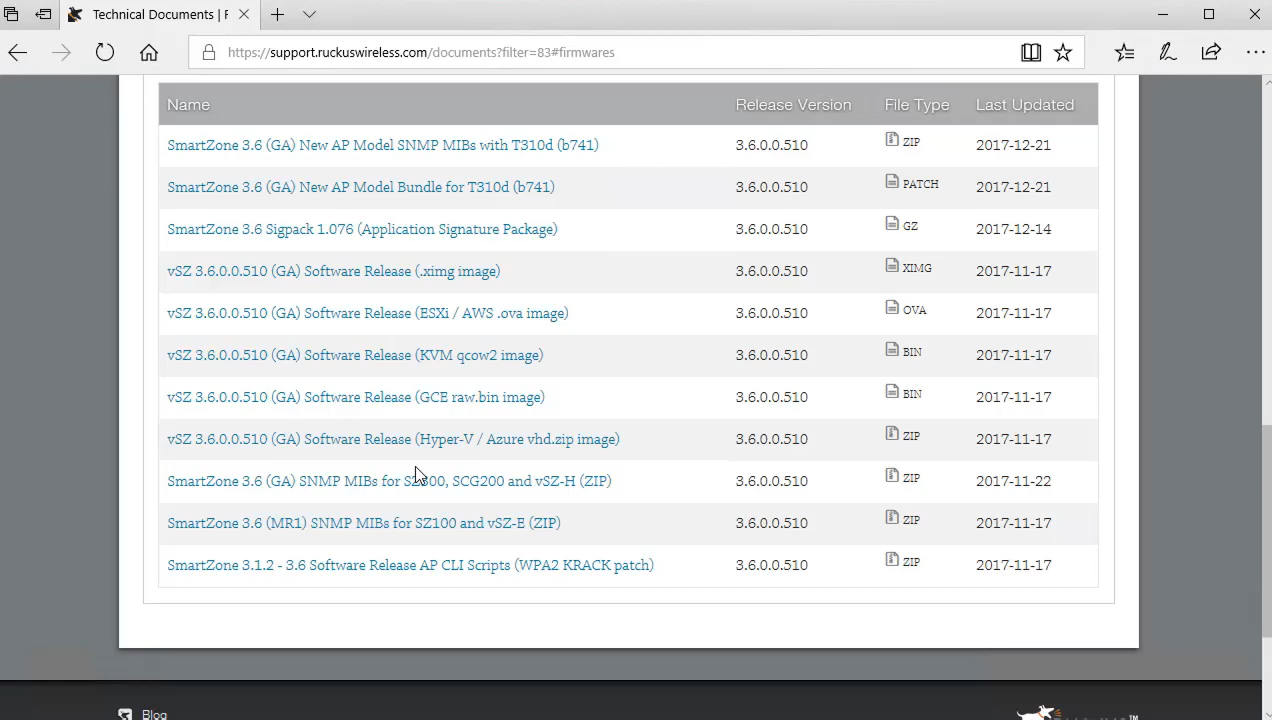 Technical Documents |
https://support.ruckuswireless.com/documents?filter=83#firmwares
Name Release Version File Type Last Updated
SmartZone 3.6 (GA) New AP Model SNMP MIBs with T310d (b741) 3.6.0.0.510 ZIP 2017-12-21
SmartZone 3.6 (GA) New AP Model Bundle for T310d (b741) 3.6.0.0.510 PATCH 2017-12-21
SmartZone 3.6 Sigpack 1.076 (Application Signature Package) 3.6.0.0.510 GZ 2017-12-14
vSZ 3.6.0.0.510 (GA) Software Release (.ximg image) 3.6.0.0.510 XIMG 2017-11-17
vSZ 3.6.0.0.510 (GA) Software Release (ESXi / AWS .ova image) 3.6.0.0.510 OVA 2017-11-17
vSZ 3.6.0.0.510 (GA) Software Release (KVM qcow2 image) 3.6.0.0.510 BIN 2017-11-17
vSZ 3.6.0.0.510 (GA) Software Release (GCE raw.bin image) 3.6.0.0.510 BIN 2017-11-17
vSZ 3.6.0.0.510 (GA) Software Release (Hyper-V / Azure vhd.zip image) 3.6.0.0.510 ZIP 2017-11-17
SmartZone 3.6 (GA) SNMP MIBs for SZ300, SCG200 and vSZ-H (ZIP) 3.6.0.0.510 ZIP 2017-11-22
SmartZone 3.6 (MR1) SNMP MIBs for SZ100 and vSZ-E (ZIP) 3.6.0.0.510 ZIP 2017-11-17
SmartZone 3.1.2 - 3.6 Software Release AP CLI Scripts (WPA2 KRACK patch) 3.6.0.0.510 ZIP 2017-11-17
Blog